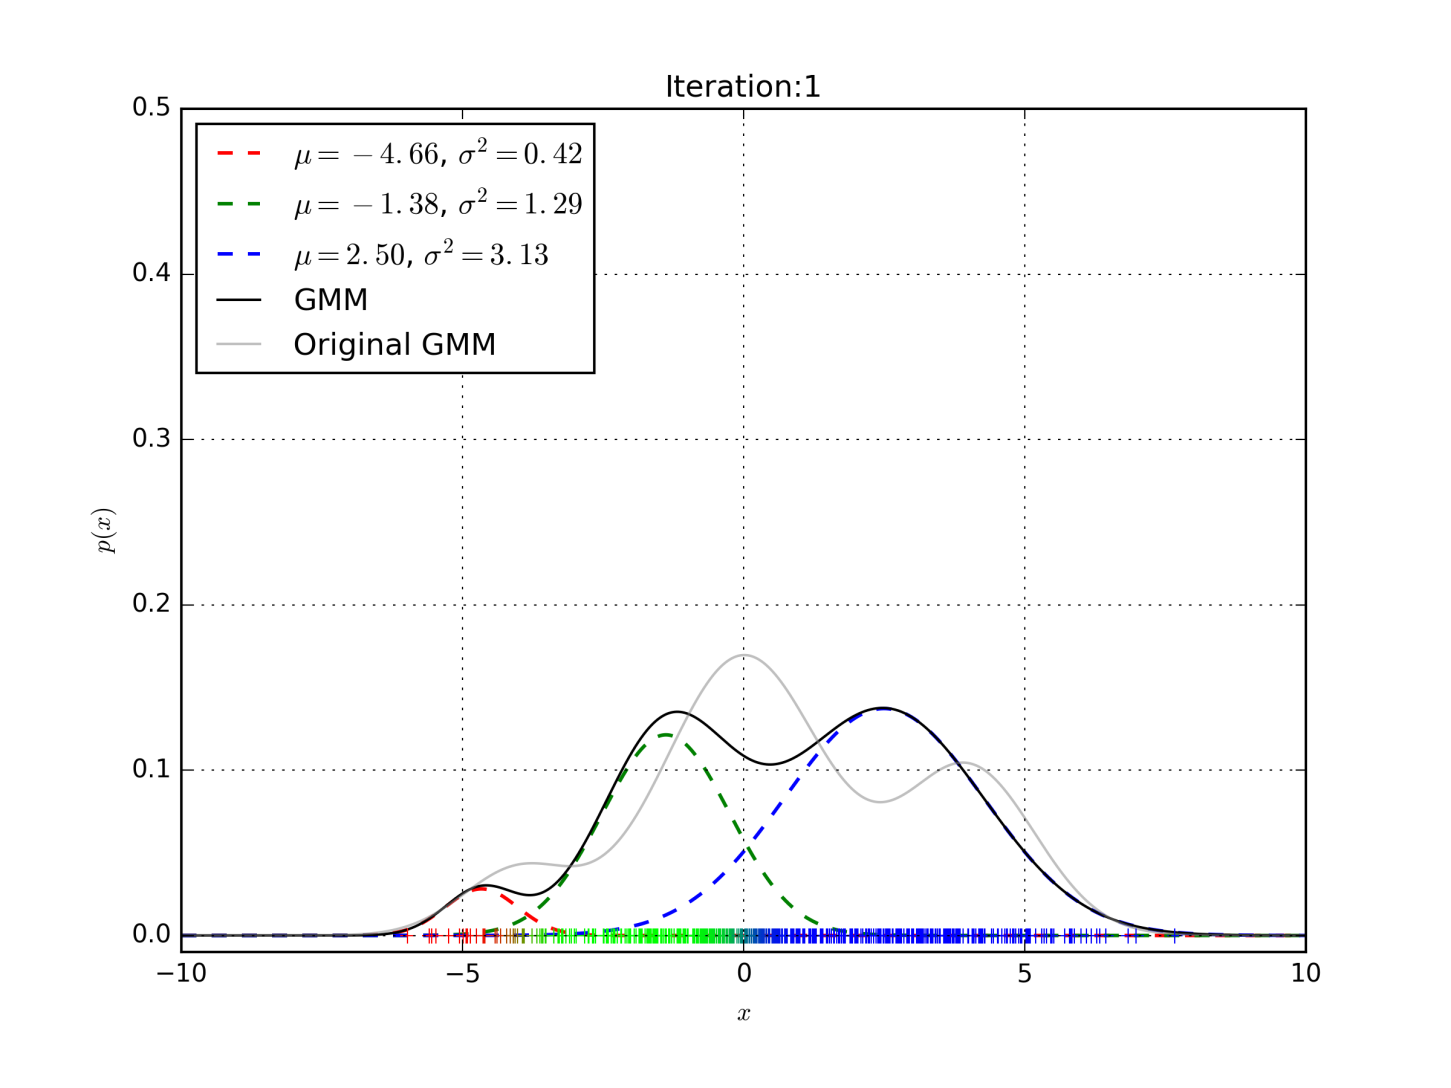 Iteration:1
0.5
μ = −4.66, σ² = 0.42
μ = −1.38, σ² = 1.29
μ = 2.50, σ² = 3.13
GMM
Original GMM
0.4
0.3
0.2
0.1
0.0
p(x)
−10 −5 0 5 10
x